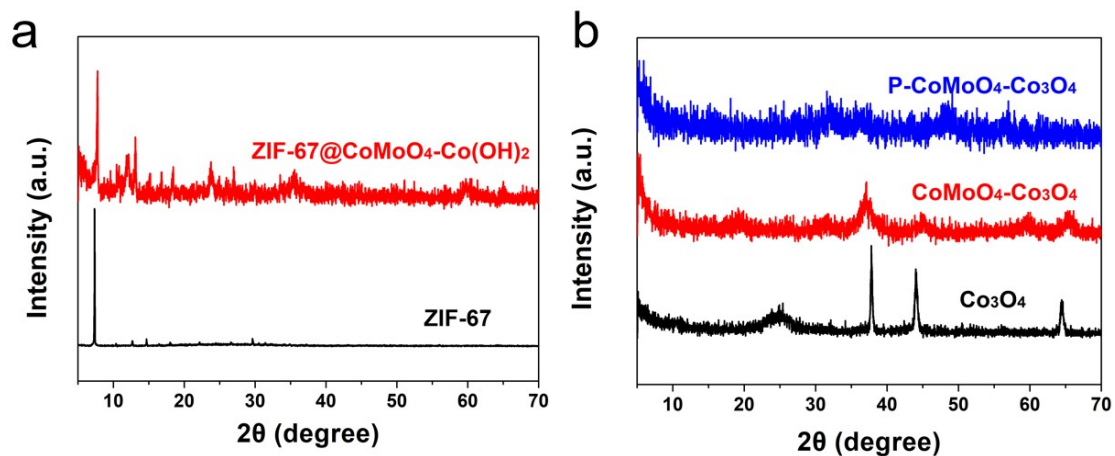 a
Intensity (a.u.)
ZIF-67@CoMoO₄-Co(OH)₂
ZIF-67
10 20 30 40 50 60 70
2θ (degree)
b
Intensity (a.u.)
P-CoMoO₄-Co₃O₄
CoMoO₄-Co₃O₄
Co₃O₄
10 20 30 40 50 60 70
2θ (degree)